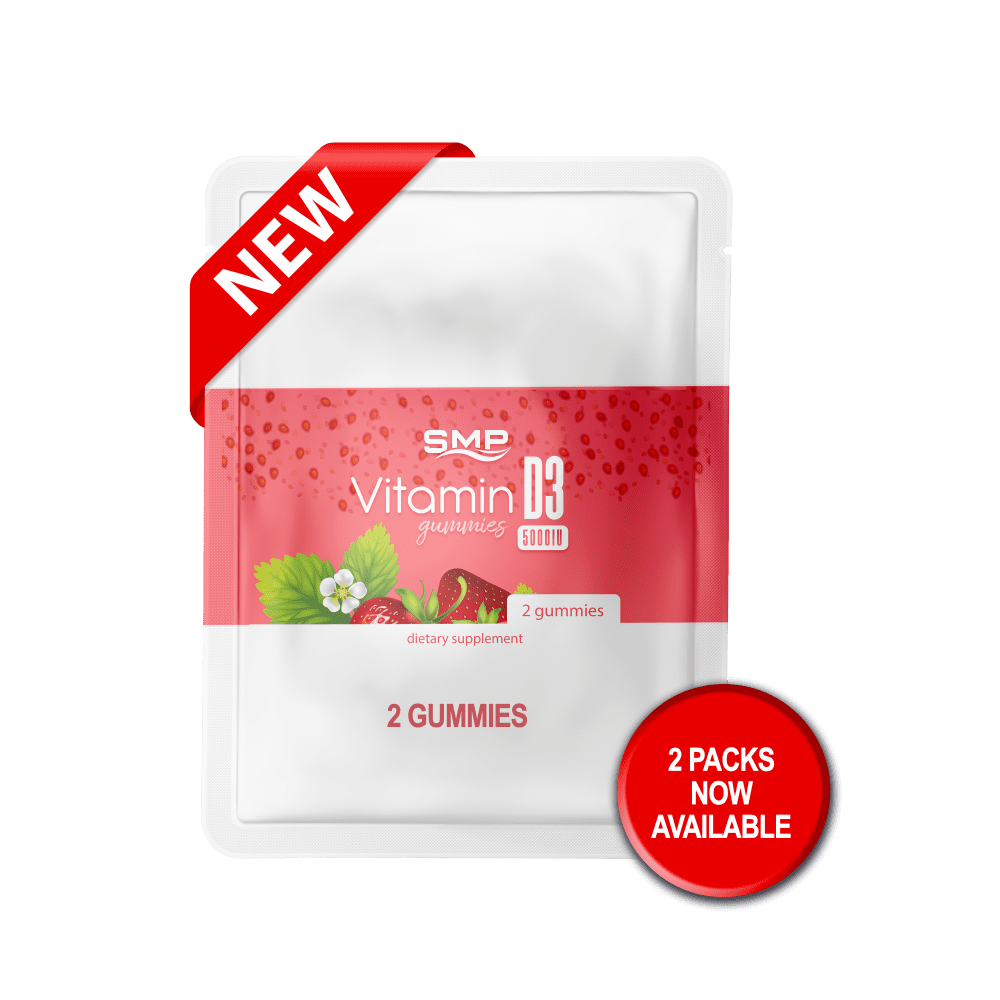 NEW
SMP
Vitamin D3
gummies
5000IU
2 gummies
dietary supplement
2 GUMMIES
2 PACKS
NOW
AVAILABLE